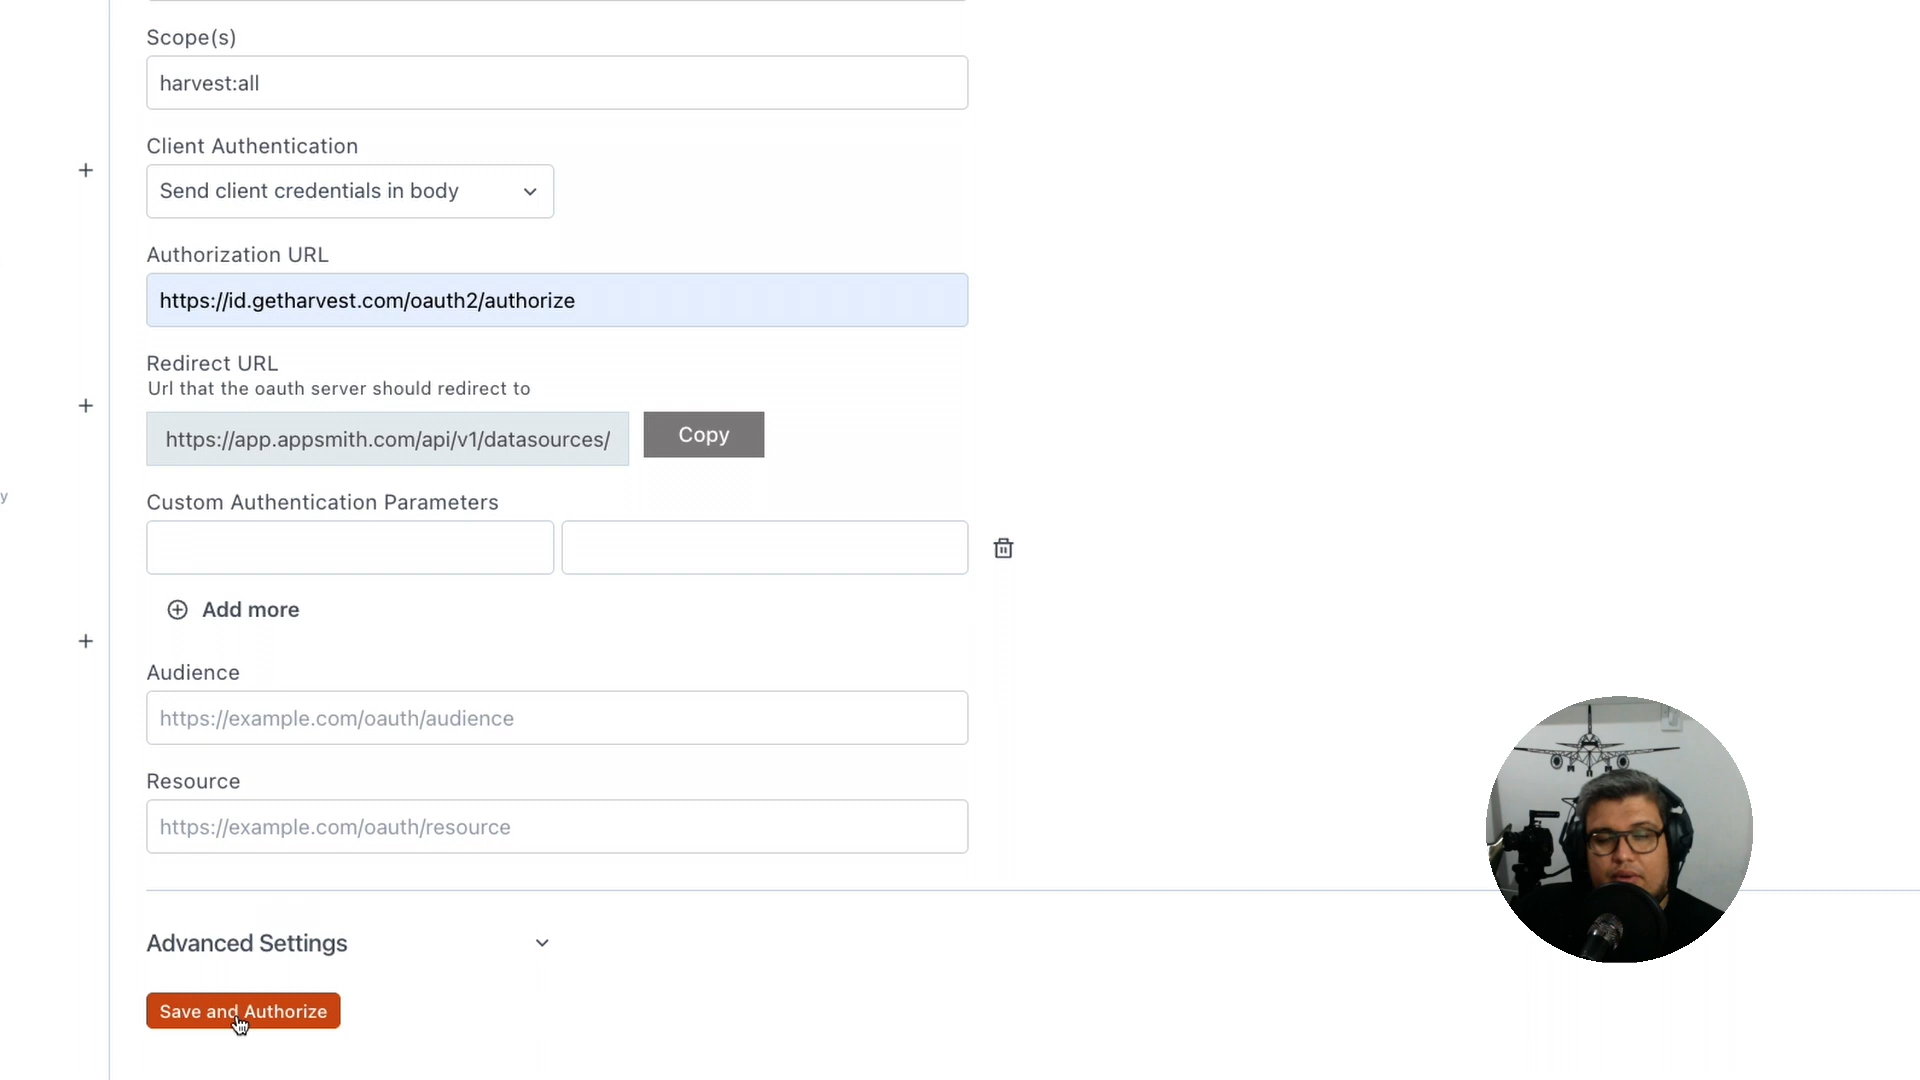 Scope(s)
harvest:all
Client Authentication
Send client credentials in body
Authorization URL
https://id.getharvest.com/oauth2/authorize
Redirect URL
Url that the oauth server should redirect to
https://app.appsmith.com/api/v1/datasources/
Copy
y
Custom Authentication Parameters
Add more
Audience
https://example.com/oauth/audience
Resource
https://example.com/oauth/resource
Advanced Settings
Save and Authorize